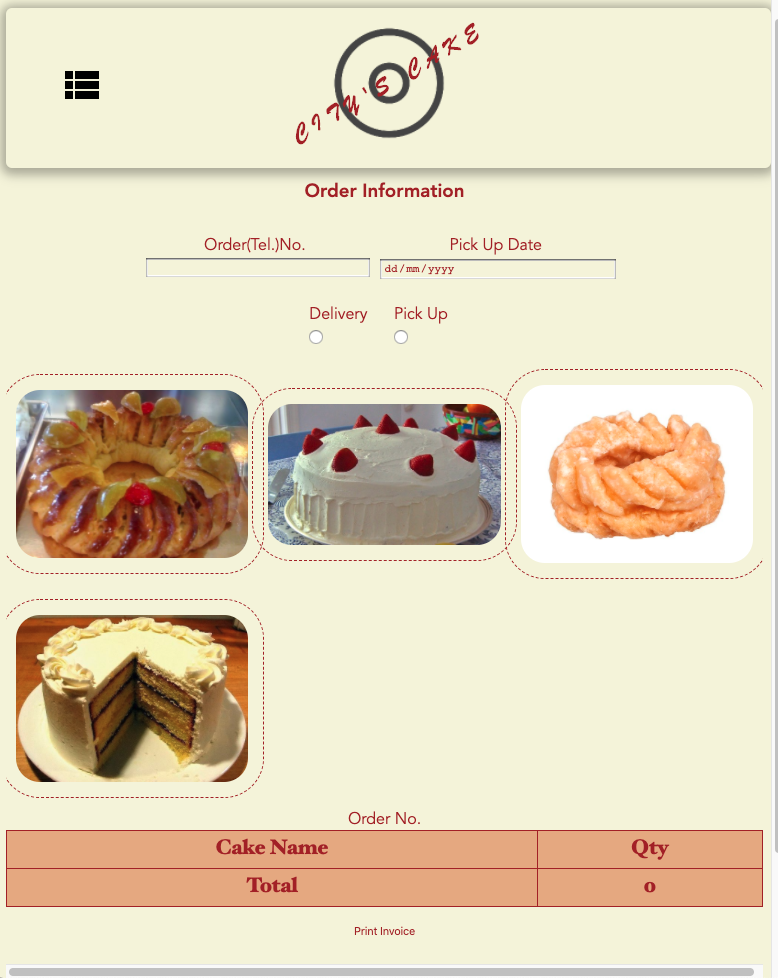 CITY'S CAKE
Order Information
Order(Tel.)No.
Pick Up Date
dd/mm/yyyy
Delivery
Pick Up
Order No.
Cake Name
Qty
Total
0
Print Invoice